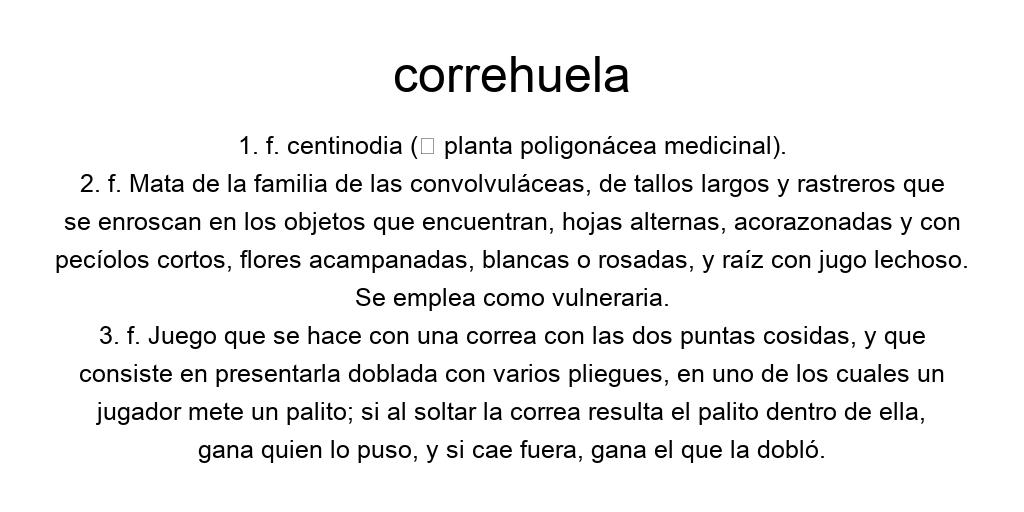 correhuela
1. f. centinodia (▯ planta poligonácea medicinal).
2. f. Mata de la familia de las convolvuláceas, de tallos largos y rastreros que
se enroscan en los objetos que encuentran, hojas alternas, acorazonadas y con
pecíolos cortos, flores acampanadas, blancas o rosadas, y raíz con jugo lechoso.
Se emplea como vulneraria.
3. f. Juego que se hace con una correa con las dos puntas cosidas, y que
consiste en presentarla doblada con varios pliegues, en uno de los cuales un
jugador mete un palito; si al soltar la correa resulta el palito dentro de ella,
gana quien lo puso, y si cae fuera, gana el que la dobló.